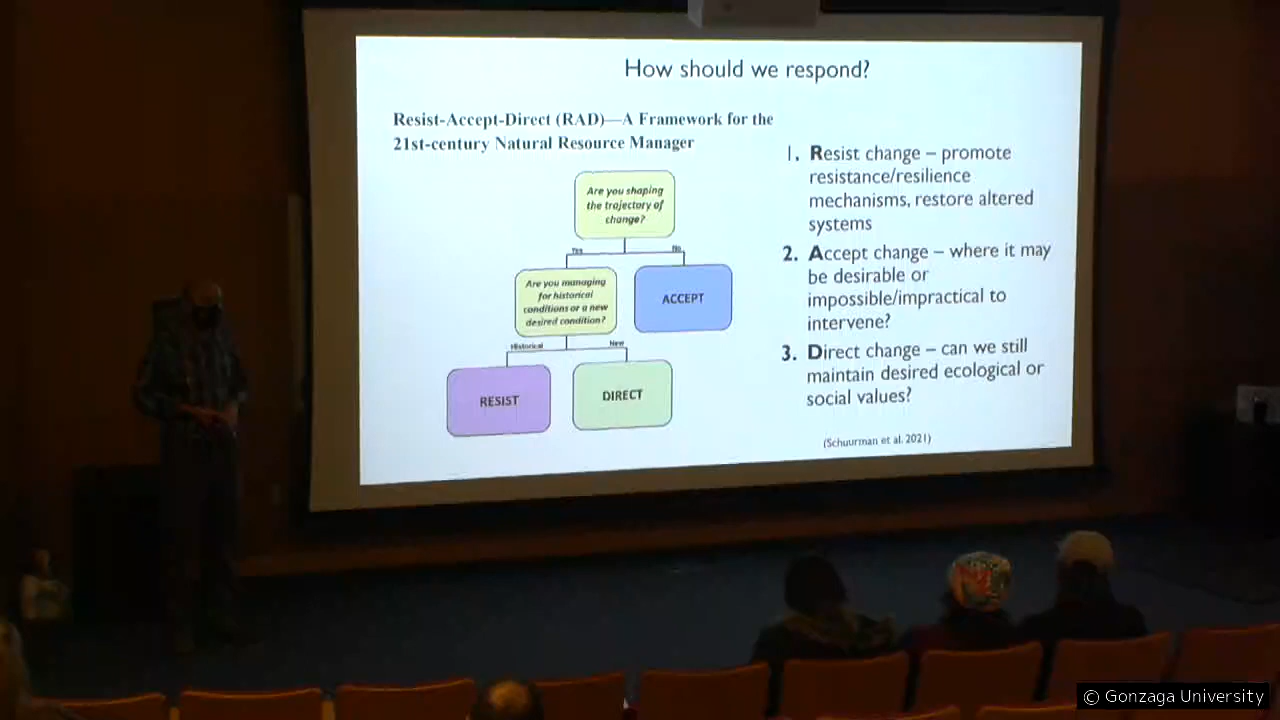 How should we respond?
Resist-Accept-Direct (RAD)—A Framework for the
21st-century Natural Resource Manager
Are you shaping
the trajectory of
change?
Yes
No
Are you managing
for historical
conditions or a new
desired condition?
ACCEPT
Historical
New
RESIST
DIRECT
1. Resist change – promote
resistance/resilience
mechanisms, restore altered
systems
2. Accept change – where it may
be desirable or
impossible/impractical to
intervene?
3. Direct change – can we still
maintain desired ecological or
social values?
(Schuurman et al. 2021)
© Gonzaga University